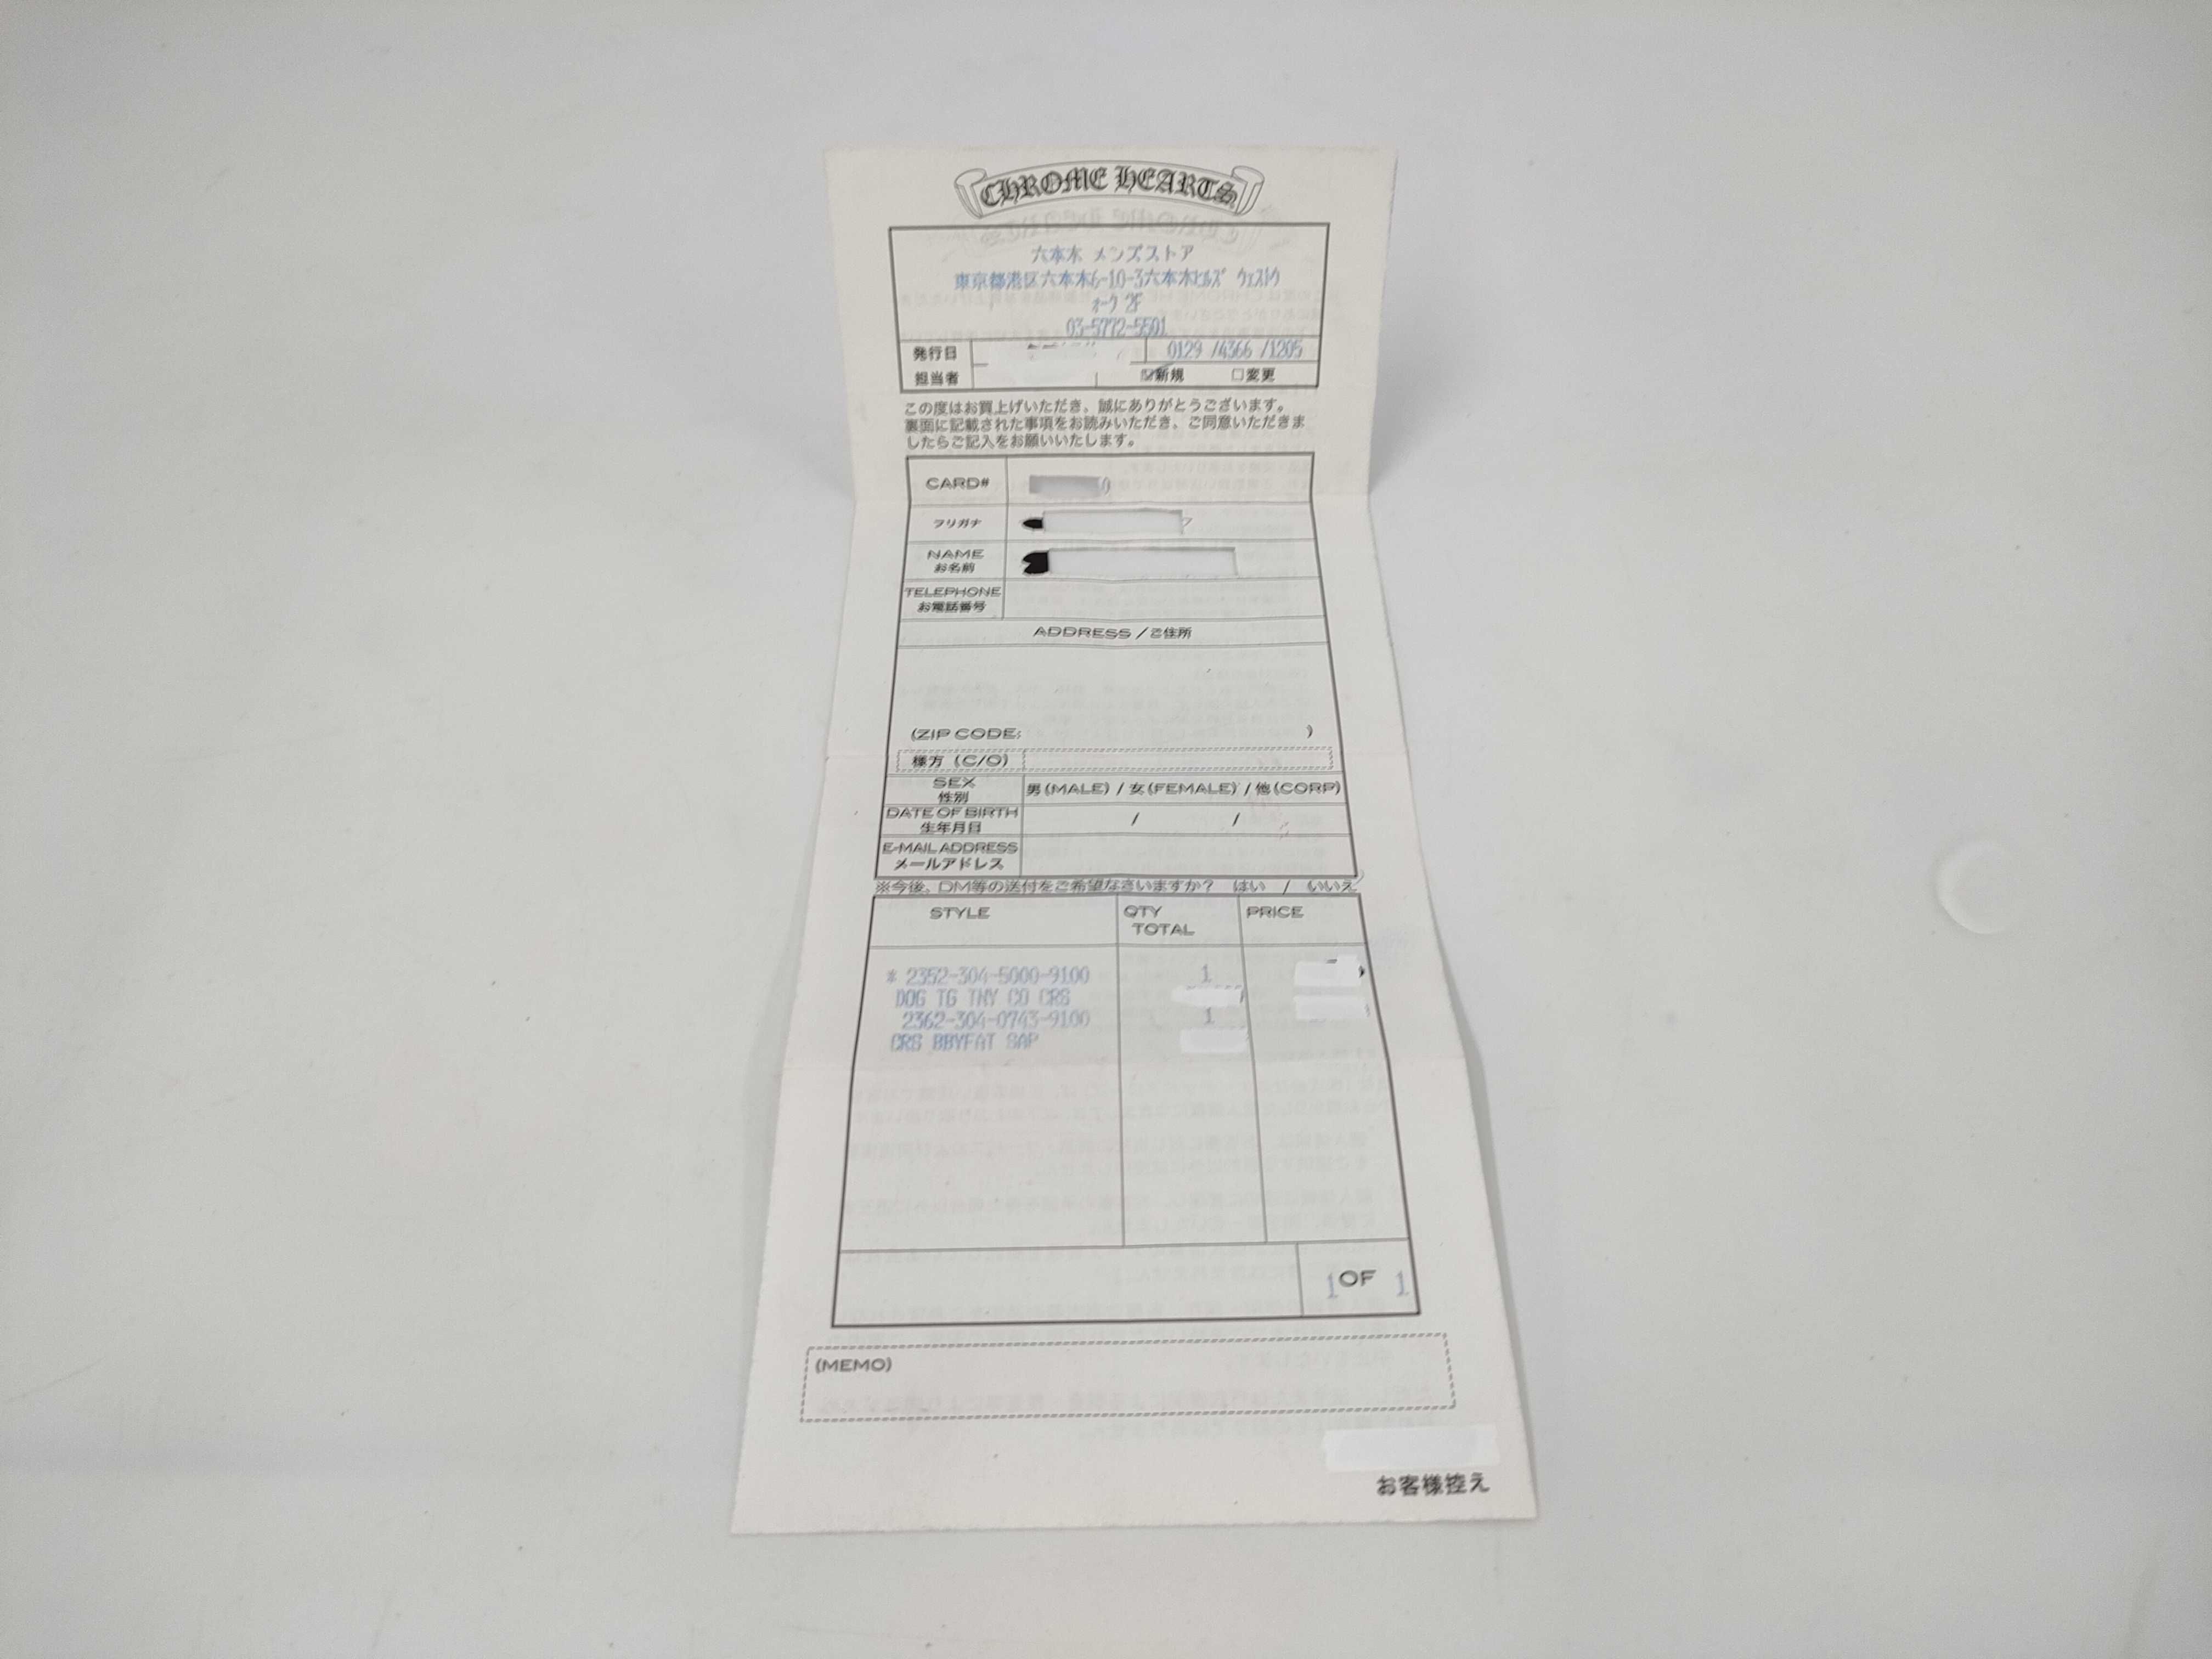 CHROME HEARTS
六本木 メンズストア
東京都港区六本木6-10-3六本木ヒルズ ウェストウ
ォーク 2F
03-5772-5501
発行日 0129 /4366 /1205
担当者 ☑新規 □変更
この度はお買上げいただき、誠にありがとうございます。
裏面に記載された事項をお読みいただき、ご同意いただきま
したらご記入をお願いいたします。
CARD#
フリガナ
NAME
お名前
TELEPHONE
お電話番号
ADDRESS / ご住所
(ZIP CODE: )
様方 (C/O)
SEX
性別
男(MALE) / 女(FEMALE) / 他(CORP)
DATE OF BIRTH
生年月日
/ /
E-MAIL ADDRESS
メールアドレス
※今後、DM等の送付をご希望なさいますか? はい / いいえ
STYLE QTY PRICE
TOTAL
* 2352-304-5000-9100 1
DOG TG TNY CO CRS
2362-304-0743-9100 1
CRS BBYFAT SAP
1 OF 1
(MEMO)
お客様控え